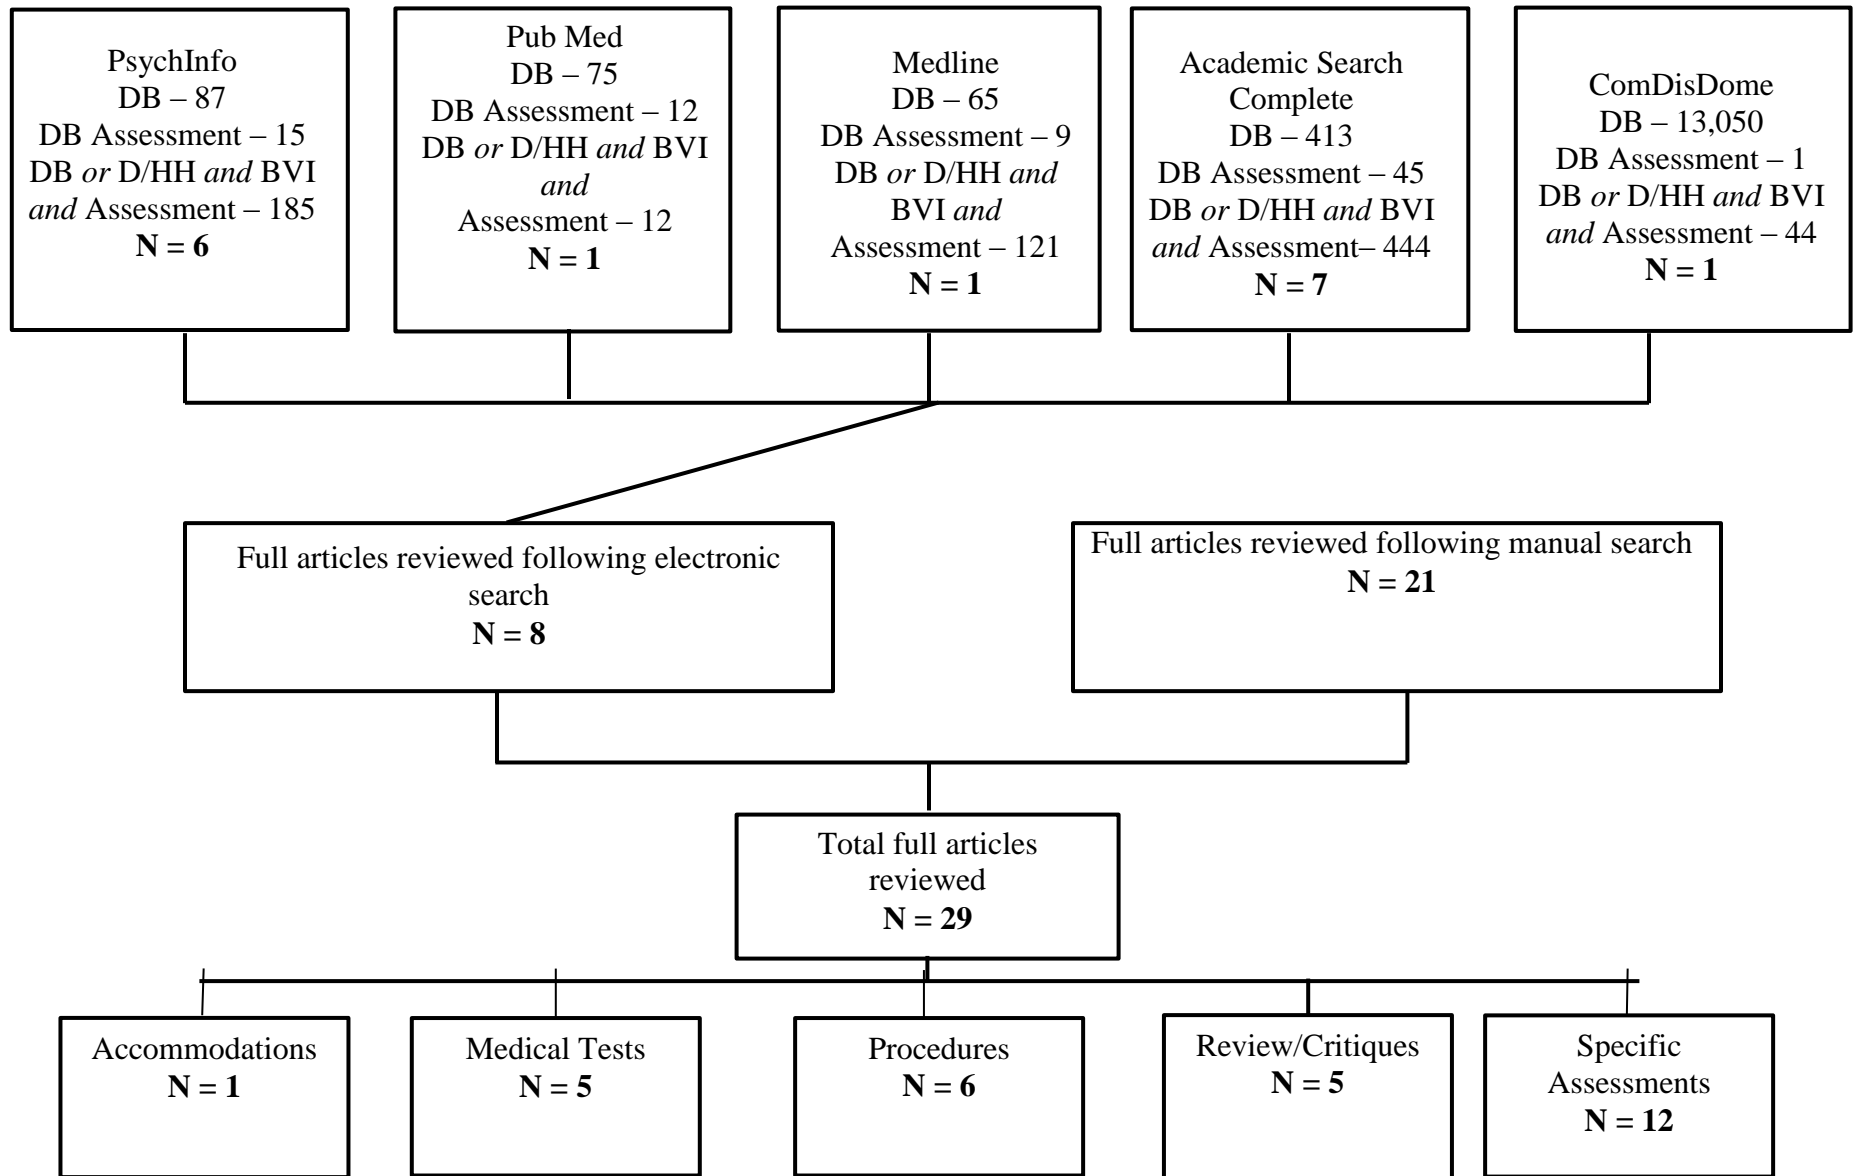 PsychInfo
DB – 87
DB Assessment – 15
DB or D/HH and BVI
and Assessment – 185
N = 6
Pub Med
DB – 75
DB Assessment – 12
DB or D/HH and BVI
and
Assessment – 12
N = 1
Medline
DB – 65
DB Assessment – 9
DB or D/HH and
BVI and
Assessment – 121
N = 1
Academic Search
Complete
DB – 413
DB Assessment – 45
DB or D/HH and BVI
and Assessment– 444
N = 7
ComDisDome
DB – 13,050
DB Assessment – 1
DB or D/HH and BVI
and Assessment – 44
N = 1
Full articles reviewed following electronic
search
N = 8
Full articles reviewed following manual search
N = 21
Total full articles
reviewed
N = 29
Accommodations
N = 1
Medical Tests
N = 5
Procedures
N = 6
Review/Critiques
N = 5
Specific
Assessments
N = 12